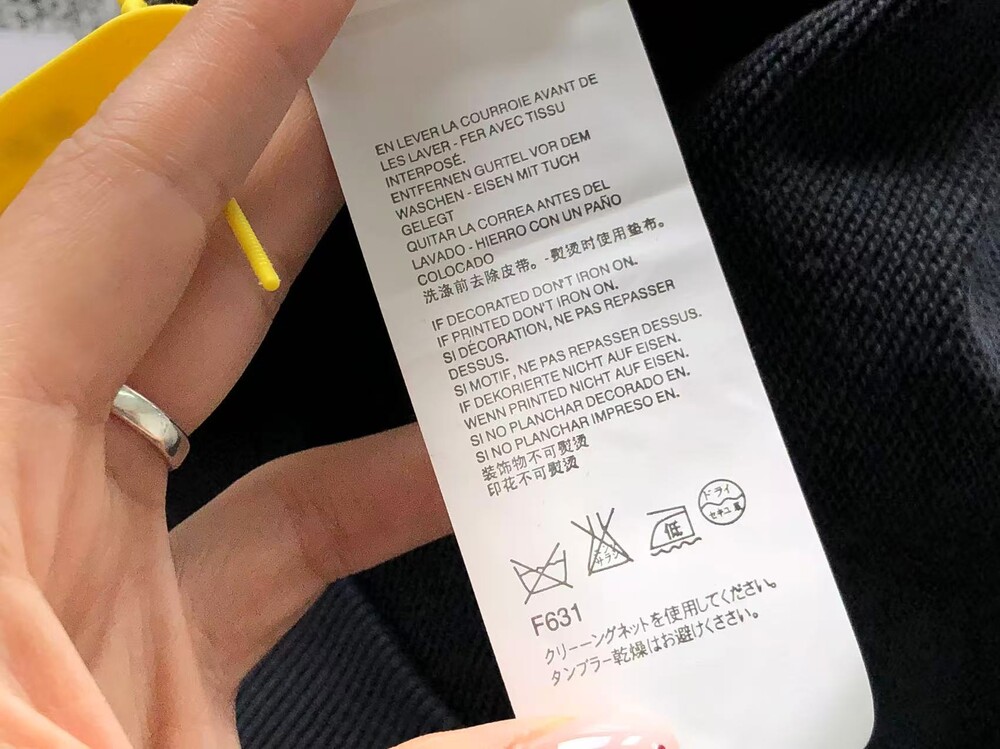 EN LEVER LA COURROIE AVANT DE
LES LAVER - FER AVEC TISSU
INTERPOSÉ.
ENTFERNEN GURTEL VOR DEM
WASCHEN - EISEN MIT TUCH
GELEGT
QUITAR LA CORREA ANTES DEL
LAVADO - HIERRO CON UN PAÑO
COLOCADO
洗涤前去除皮带。-熨烫时使用垫布。
IF DECORATED DON'T IRON ON.
IF PRINTED DON'T IRON ON.
SI DÉCORATION, NE PAS REPASSER
DESSUS.
SI MOTIF, NE PAS REPASSER DESSUS.
IF DEKORIERTE NICHT AUF EISEN.
WENN PRINTED NICHT AUF EISEN.
SI NO PLANCHAR DECORADO EN.
SI NO PLANCHAR IMPRESO EN.
装饰物不可熨烫
印花不可熨烫
低
ドライ
F631
クリーニングネットを使用してください。
タンブラー乾燥はお避けください。